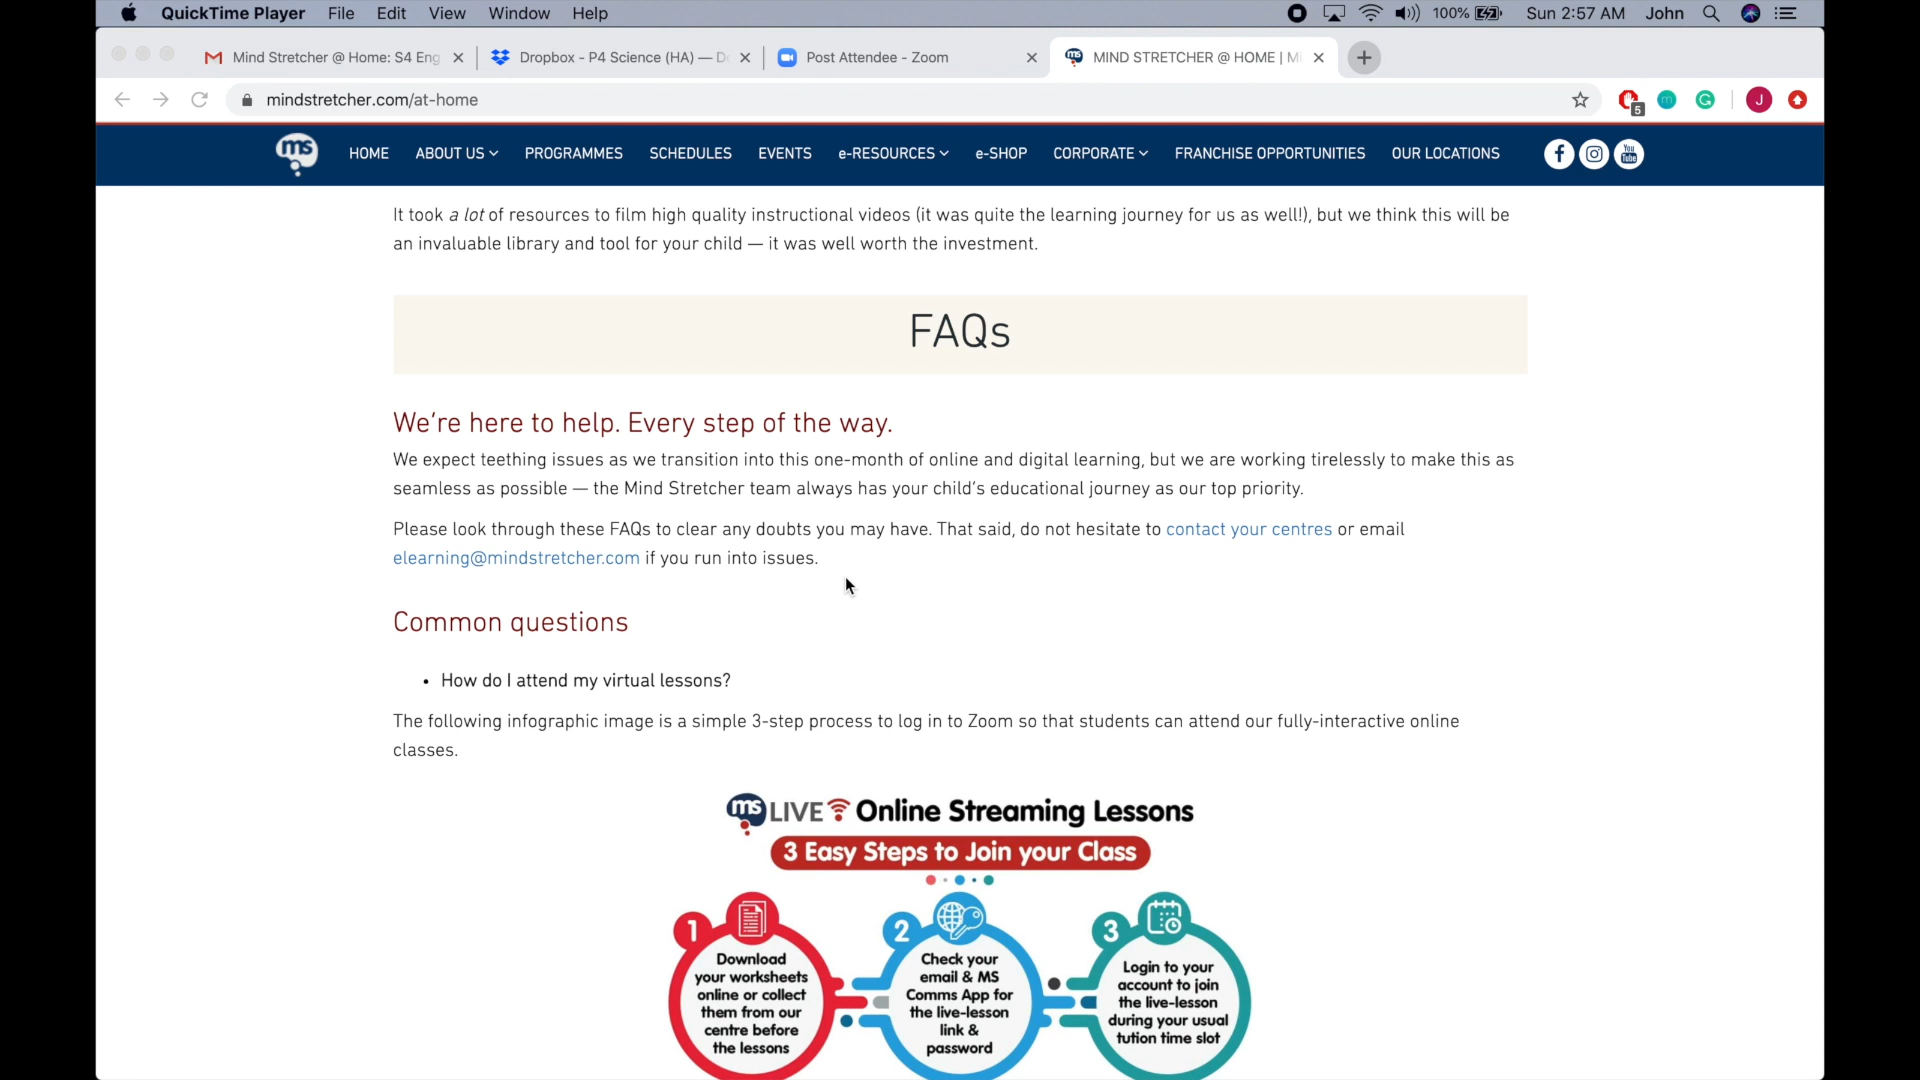 QuickTime Player File Edit View Window Help 100% Sun 2:57 AM John
Mind Stretcher @ Home: S4 Eng Dropbox - P4 Science (HA) — D Post Attendee - Zoom MIND STRETCHER @ HOME | MI
mindstretcher.com/at-home 5 m G J
ms HOME ABOUT US PROGRAMMES SCHEDULES EVENTS e-RESOURCES e-SHOP CORPORATE FRANCHISE OPPORTUNITIES OUR LOCATIONS You Tube
It took a lot of resources to film high quality instructional videos (it was quite the learning journey for us as well!), but we think this will be
an invaluable library and tool for your child — it was well worth the investment.
FAQs
We're here to help. Every step of the way.
We expect teething issues as we transition into this one-month of online and digital learning, but we are working tirelessly to make this as
seamless as possible — the Mind Stretcher team always has your child's educational journey as our top priority.
Please look through these FAQs to clear any doubts you may have. That said, do not hesitate to contact your centres or email
elearning@mindstretcher.com if you run into issues.
Common questions
• How do I attend my virtual lessons?
The following infographic image is a simple 3-step process to log in to Zoom so that students can attend our fully-interactive online
classes.
ms LIVE Online Streaming Lessons
3 Easy Steps to Join your Class
1
Download
your worksheets
online or collect
them from our
centre before
the lessons
2
Check your
email & MS
Comms App for
the live-lesson
link &
password
3
Login to your
account to join
the live-lesson
during your usual
tution time slot